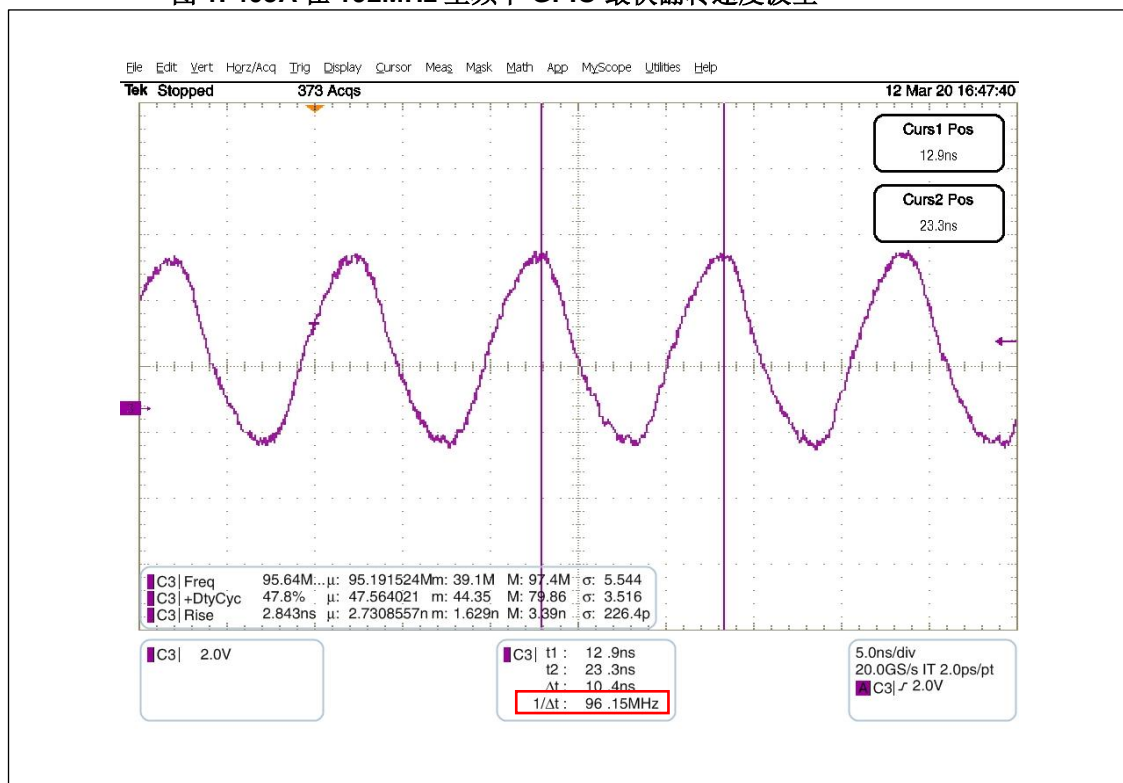 File Edit Vert Horz/Acq Trig Display Cursor Meas Mask Math App MyScope Utilities Help
Tek Stopped 373 Acqs 12 Mar 20 16:47:40
Curs1 Pos
12.9ns
Curs2 Pos
23.3ns
C3 Freq 95.64M... μ: 95.191524M m: 39.1M M: 97.4M σ: 5.544
C3 +DtyCyc 47.8% μ: 47.564021 m: 44.35 M: 79.86 σ: 3.516
C3 Rise 2.843ns μ: 2.7308557n m: 1.629n M: 3.39n σ: 226.4p
C3 2.0V
C3 t1 : 12 .9ns
t2 : 23 .3ns
Δt : 10 .4ns
1/Δt : 96 .15MHz
5.0ns/div
20.0GS/s IT 2.0ps/pt
A C3 2.0V